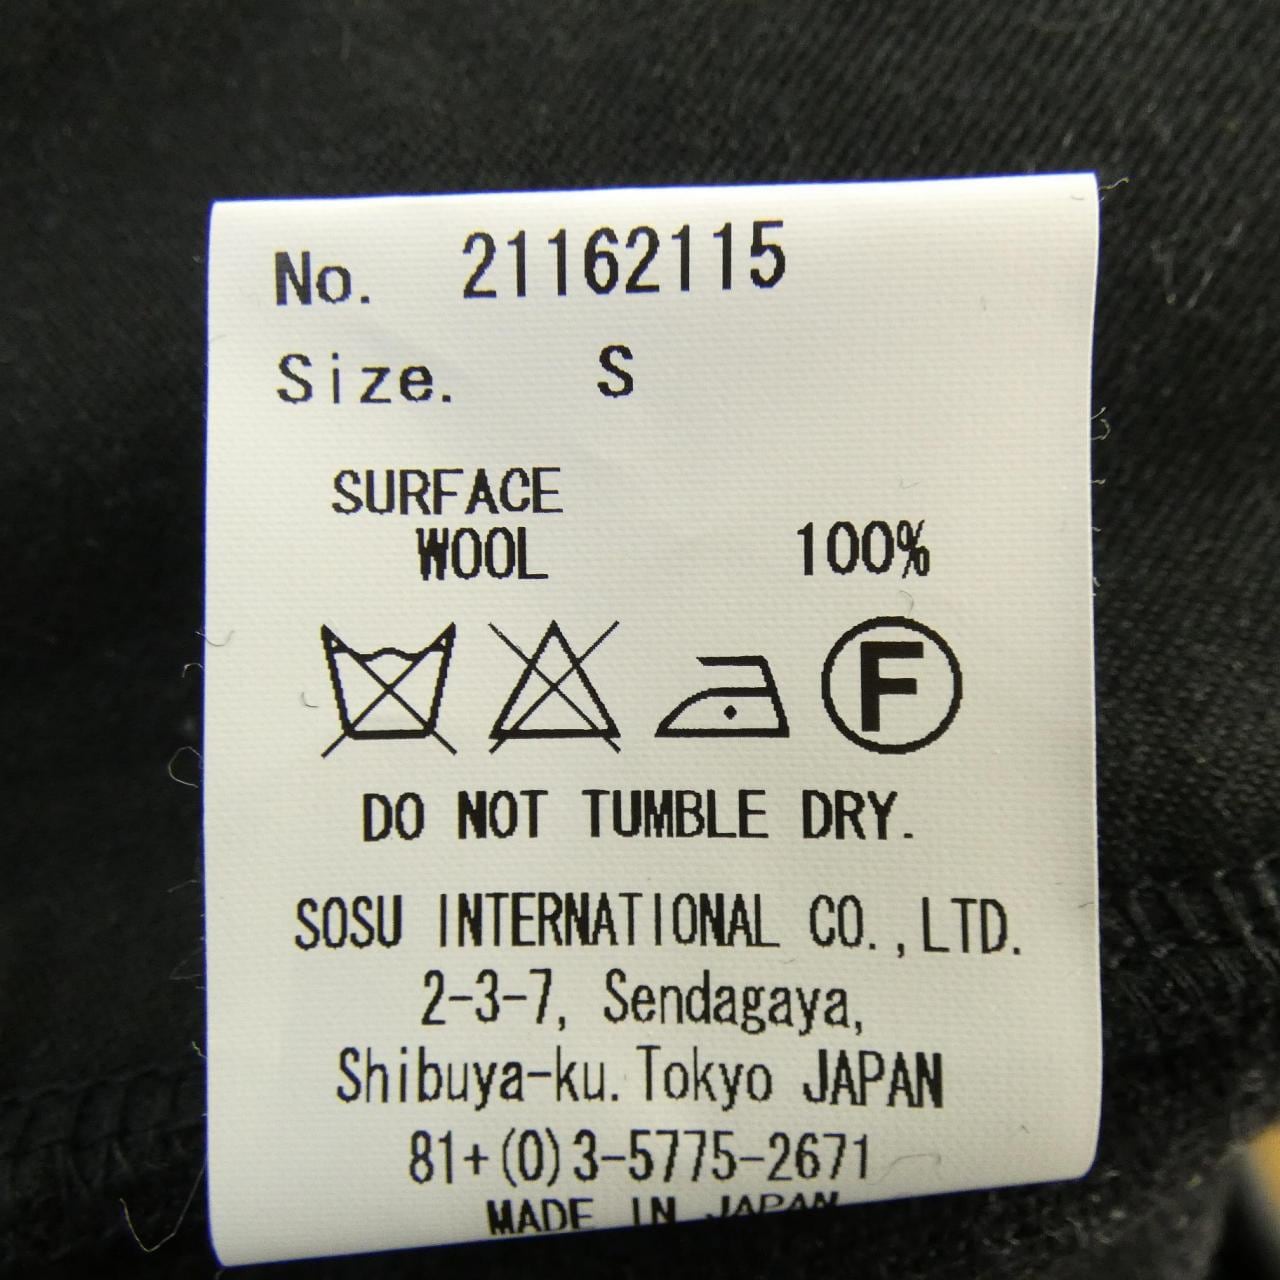 No. 21162115
Size. S
SURFACE
WOOL 100%
F
DO NOT TUMBLE DRY.
SOSU INTERNATIONAL CO.,LTD.
2-3-7, Sendagaya,
Shibuya-ku. Tokyo JAPAN
81+(0)3-5775-2671
MADE IN JAPAN